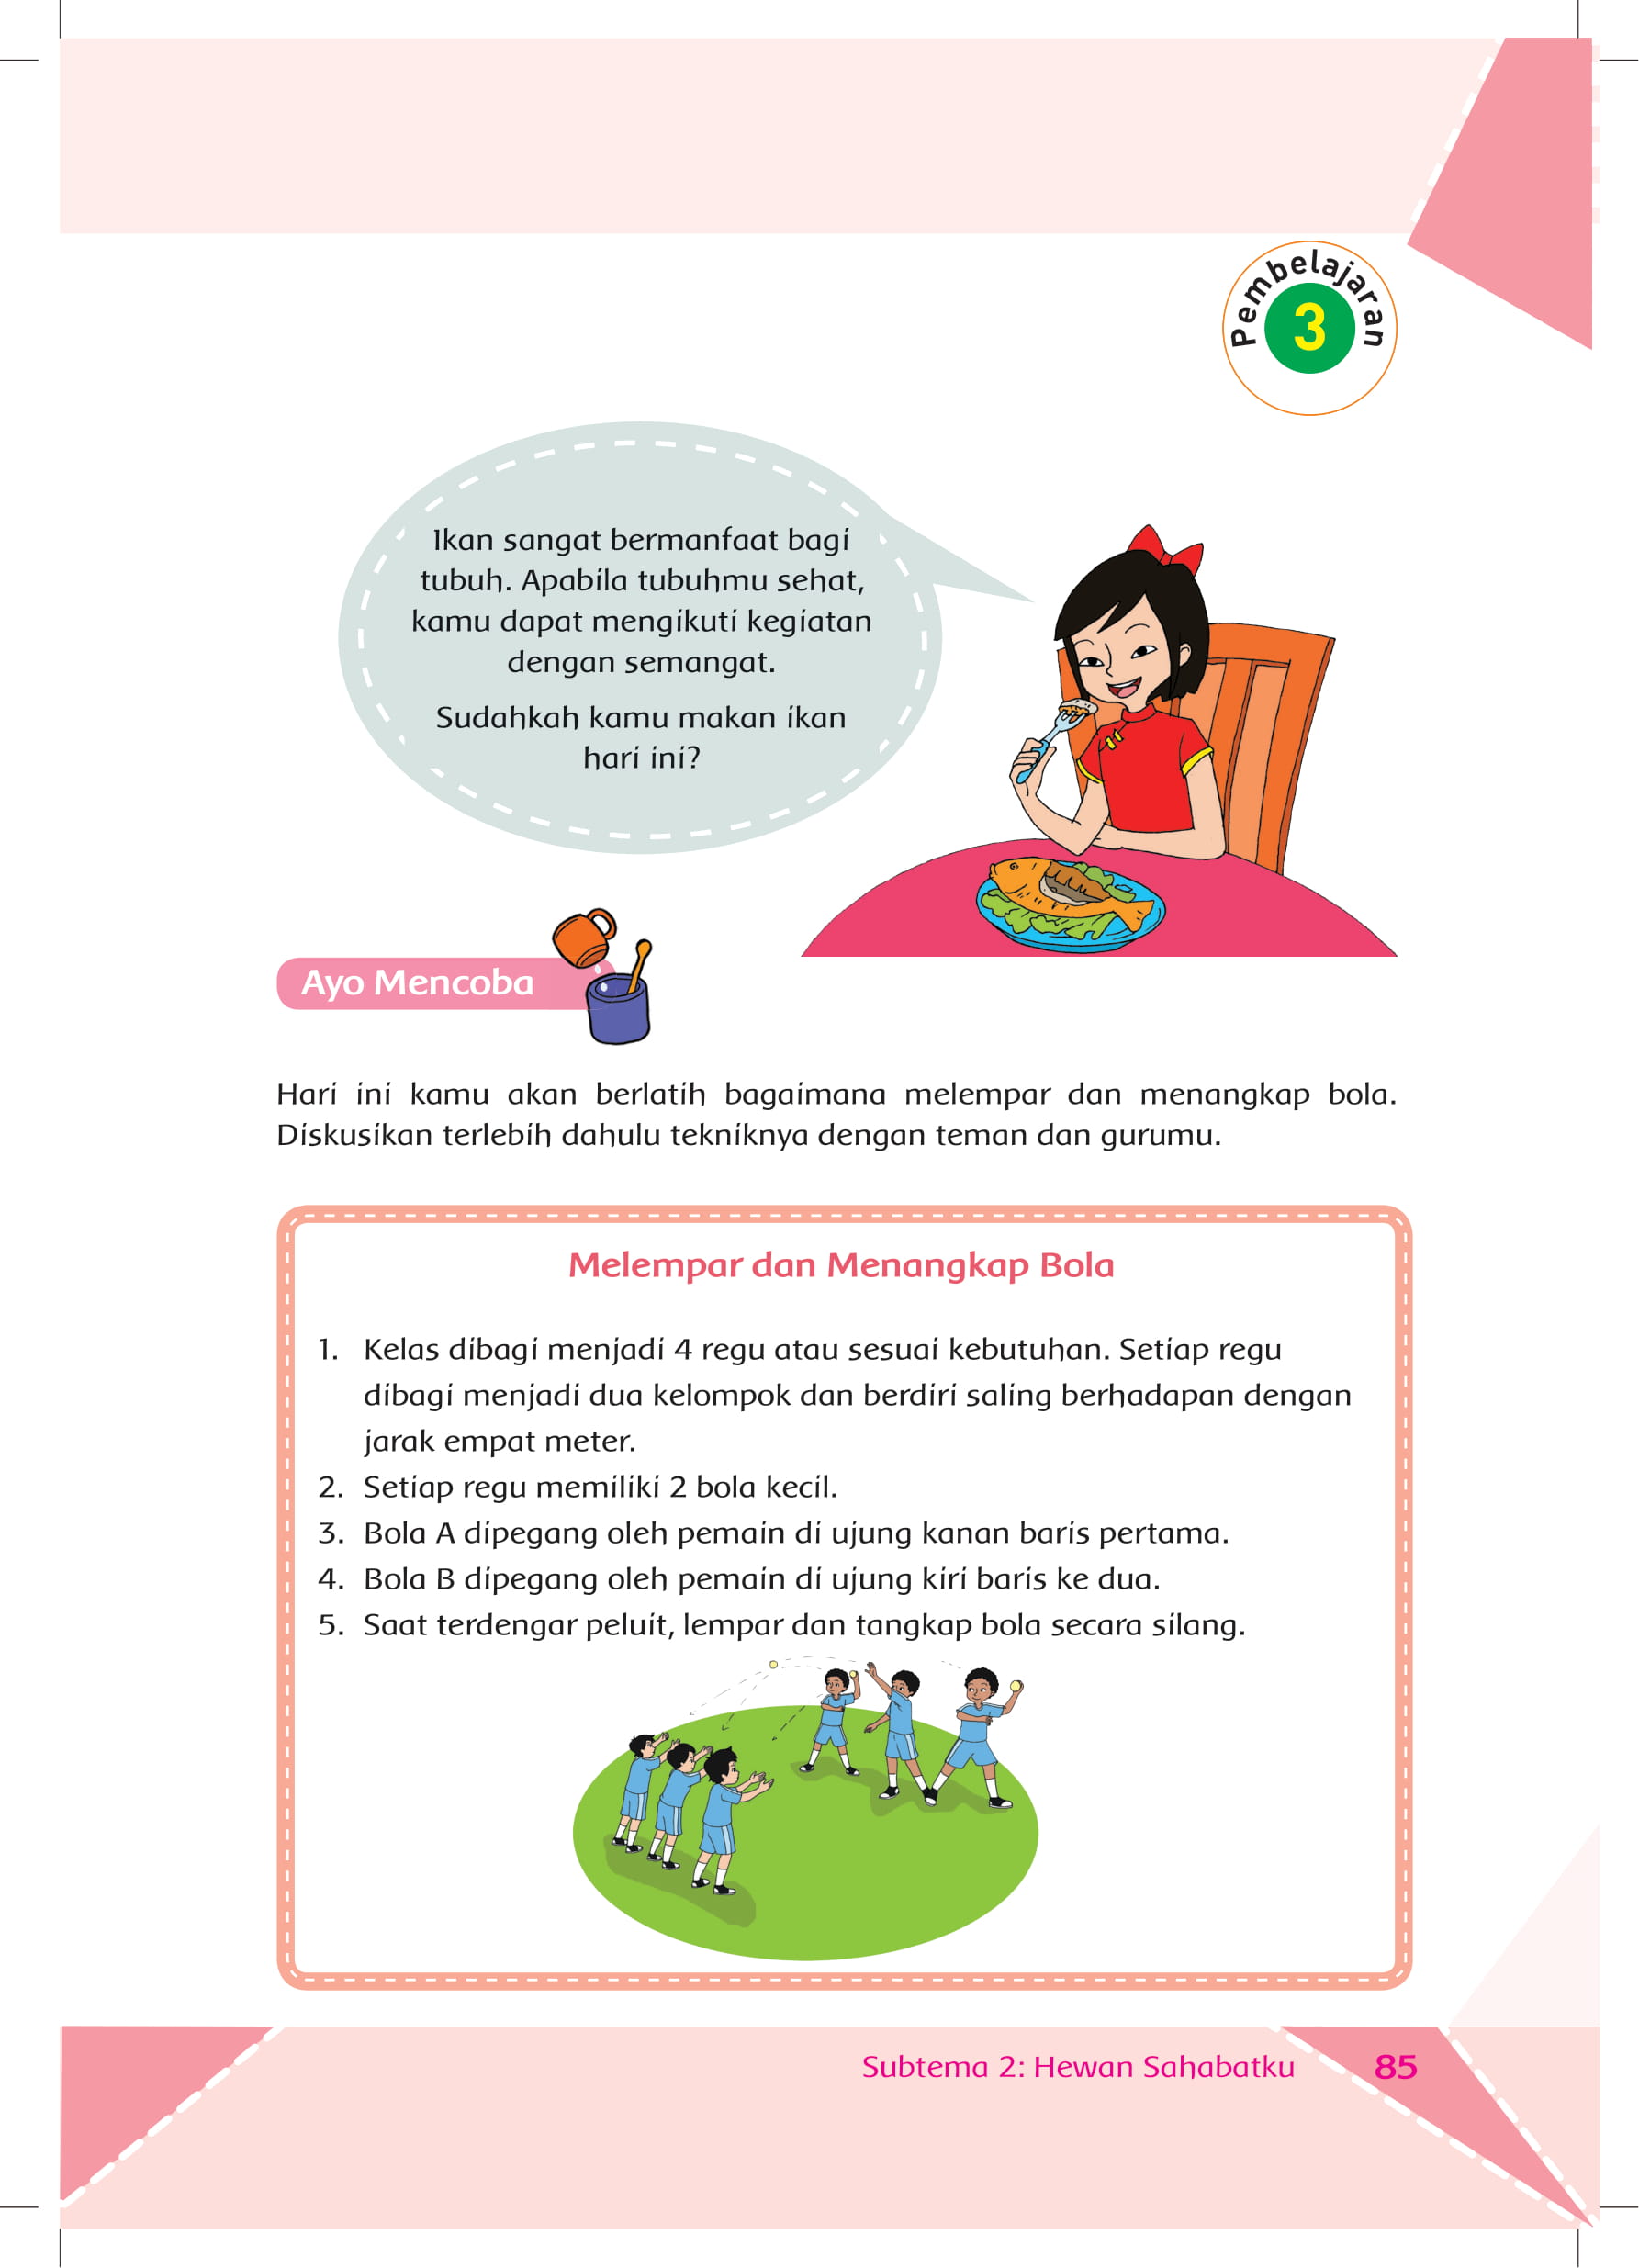 Pembelajaran
3
Ikan sangat bermanfaat bagi
tubuh. Apabila tubuhmu sehat,
kamu dapat mengikuti kegiatan
dengan semangat.
Sudahkah kamu makan ikan
hari ini?
Ayo Mencoba
Hari ini kamu akan berlatih bagaimana melempar dan menangkap bola.
Diskusikan terlebih dahulu tekniknya dengan teman dan gurumu.
Melempar dan Menangkap Bola
1. Kelas dibagi menjadi 4 regu atau sesuai kebutuhan. Setiap regu
dibagi menjadi dua kelompok dan berdiri saling berhadapan dengan
jarak empat meter.
2. Setiap regu memiliki 2 bola kecil.
3. Bola A dipegang oleh pemain di ujung kanan baris pertama.
4. Bola B dipegang oleh pemain di ujung kiri baris ke dua.
5. Saat terdengar peluit, lempar dan tangkap bola secara silang.
Subtema 2: Hewan Sahabatku 85